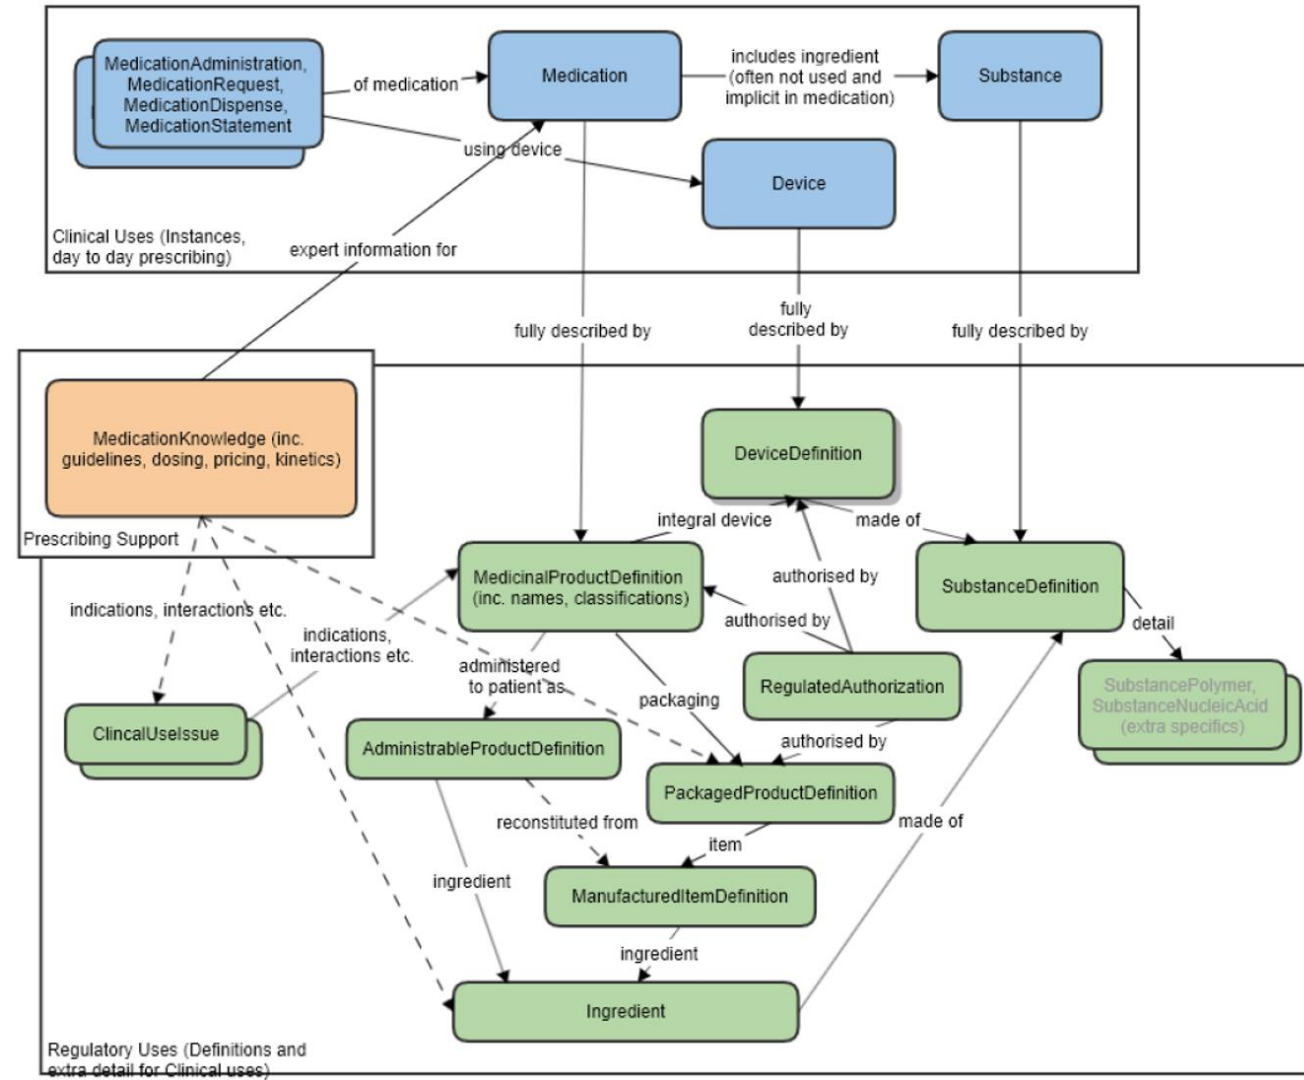 MedicationAdministration,
MedicationRequest,
MedicationDispense,
MedicationStatement
of medication
Medication
includes ingredient
(often not used and
implicit in medication)
Substance
using device
Device
Clinical Uses (Instances,
day to day prescribing)
expert information for
fully described by
fully
described by
fully described by
MedicationKnowledge (inc.
guidelines, dosing, pricing, kinetics)
Prescribing Support
DeviceDefinition
integral device
made of
MedicinalProductDefinition
(inc. names, classifications)
authorised by
SubstanceDefinition
indications, interactions etc.
authorised by
detail
indications,
interactions etc.
administered
to patient as
packaging
RegulatedAuthorization
SubstancePolymer,
SubstanceNucleicAcid
(extra specifics)
ClincalUseIssue
AdministrableProductDefinition
authorised by
PackagedProductDefinition
reconstituted from
made of
item
ingredient
ManufacturedItemDefinition
ingredient
Ingredient
Regulatory Uses (Definitions and
extra detail for Clinical uses)